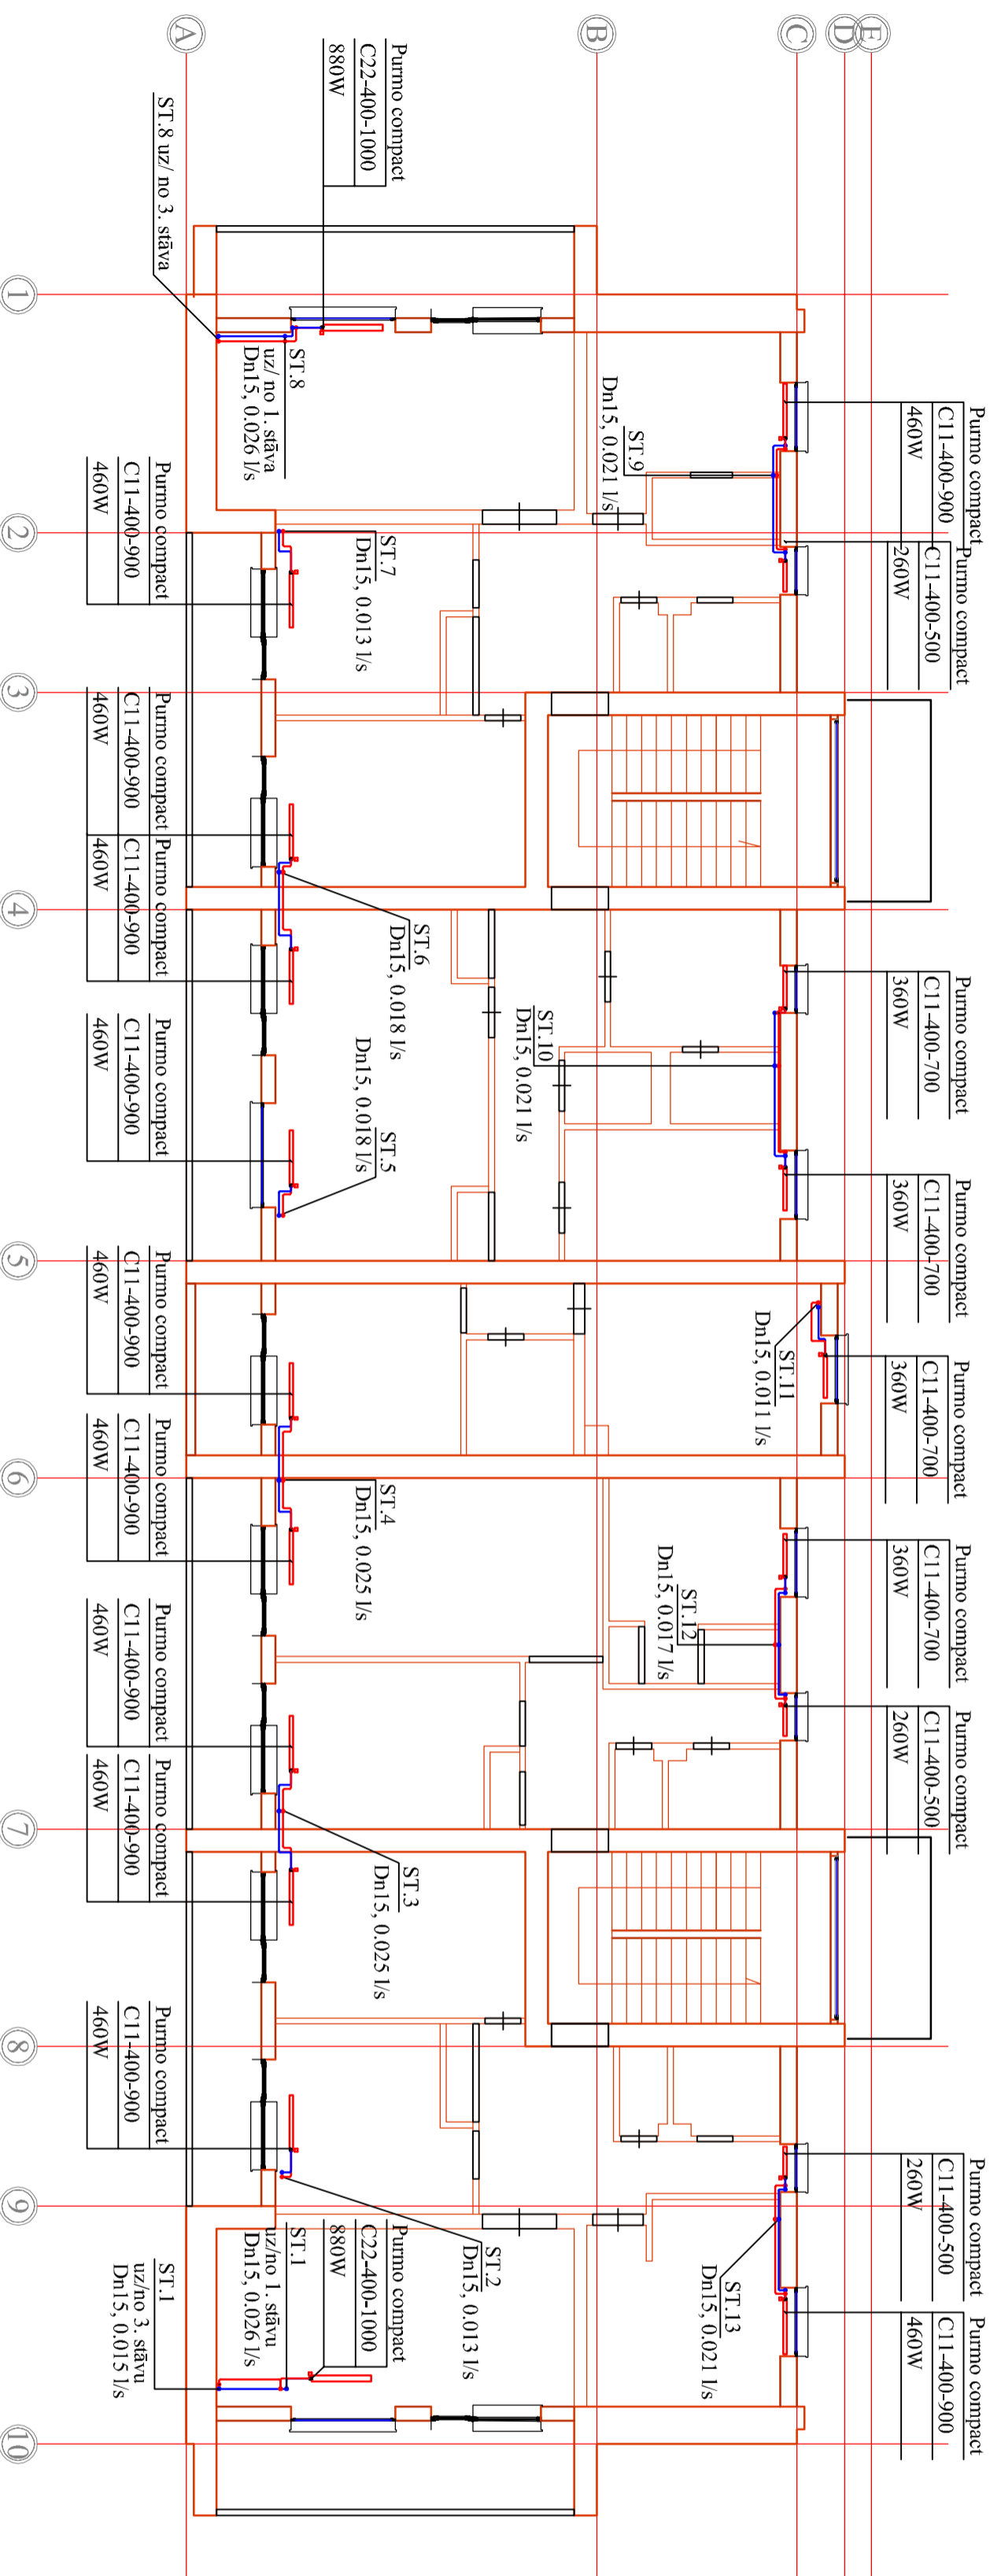 E
D
C
B
A
Purmo compact
C11-400-900
460W
Purmo compact
C11-400-500
260W
Purmo compact
C11-400-700
360W
Purmo compact
C11-400-700
360W
Purmo compact
C11-400-700
360W
Purmo compact
C11-400-700
360W
Purmo compact
C11-400-500
260W
Purmo compact
C11-400-500
260W
Purmo compact
C11-400-900
460W
ST.9
Dn15, 0.021 l/s
ST.10
Dn15, 0.021 l/s
ST.11
Dn15, 0.011 l/s
ST.12
Dn15, 0.017 l/s
ST.13
Dn15, 0.021 l/s
Purmo compact
C22-400-1000
880W
ST.8 uz/ no 3. stāva
ST.8
uz/ no 1. stāva
Dn15, 0.026 l/s
ST.7
Dn15, 0.013 l/s
ST.6
Dn15, 0.018 l/s
ST.5
Dn15, 0.018 l/s
ST.4
Dn15, 0.025 l/s
ST.3
Dn15, 0.025 l/s
ST.2
Dn15, 0.013 l/s
Purmo compact
C22-400-1000
880W
ST.1
uz/no 1. stāvu
Dn15, 0.026 l/s
ST.1
uz/no 3. stāvu
Dn15, 0.015 l/s
Purmo compact
C11-400-900
460W
Purmo compact
C11-400-900
460W
Purmo compact
C11-400-900
460W
Purmo compact
C11-400-900
460W
Purmo compact
C11-400-900
460W
Purmo compact
C11-400-900
460W
Purmo compact
C11-400-900
460W
Purmo compact
C11-400-900
460W
Purmo compact
C11-400-900
460W
1
2
3
4
5
6
7
8
9
10